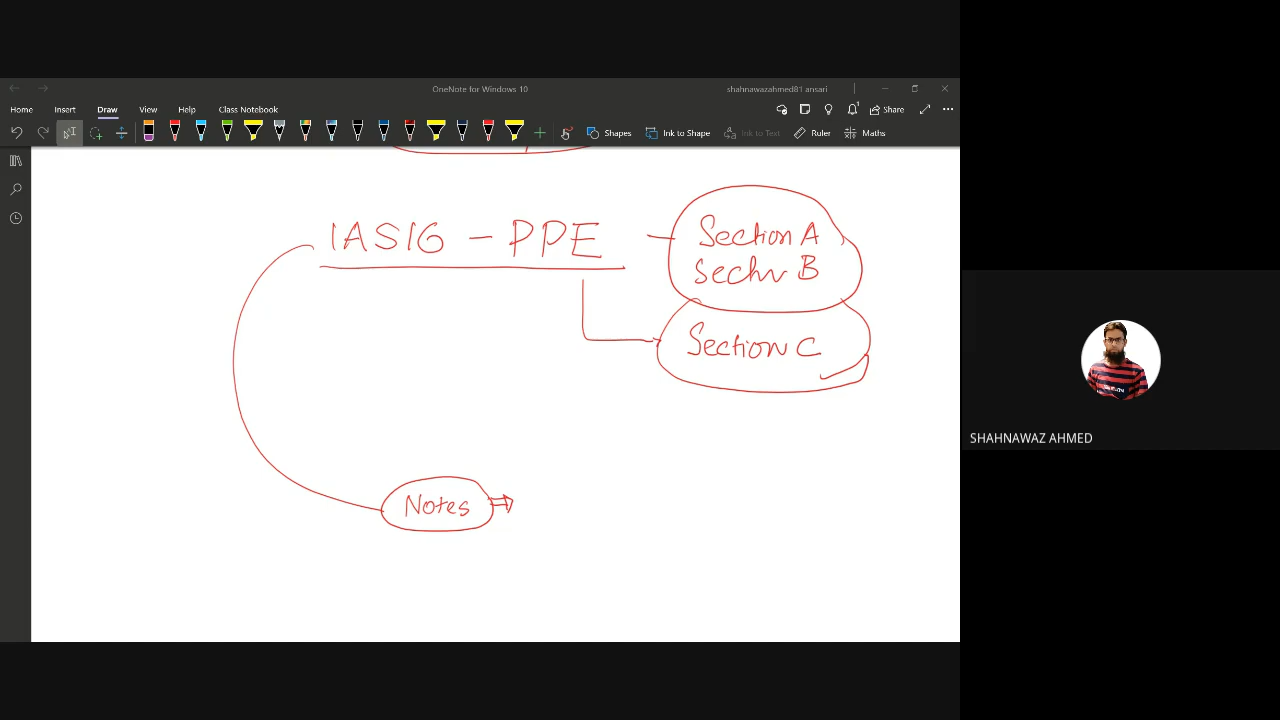 OneNote for Windows 10
shahnawazahmed81 ansari
Home Insert Draw View Help Class Notebook
Share
Shapes Ink to Shape Ink to Text Ruler Maths
IAS16 - PPE
Section A
Sechn B
Section C
Notes
SHAHNAWAZ AHMED